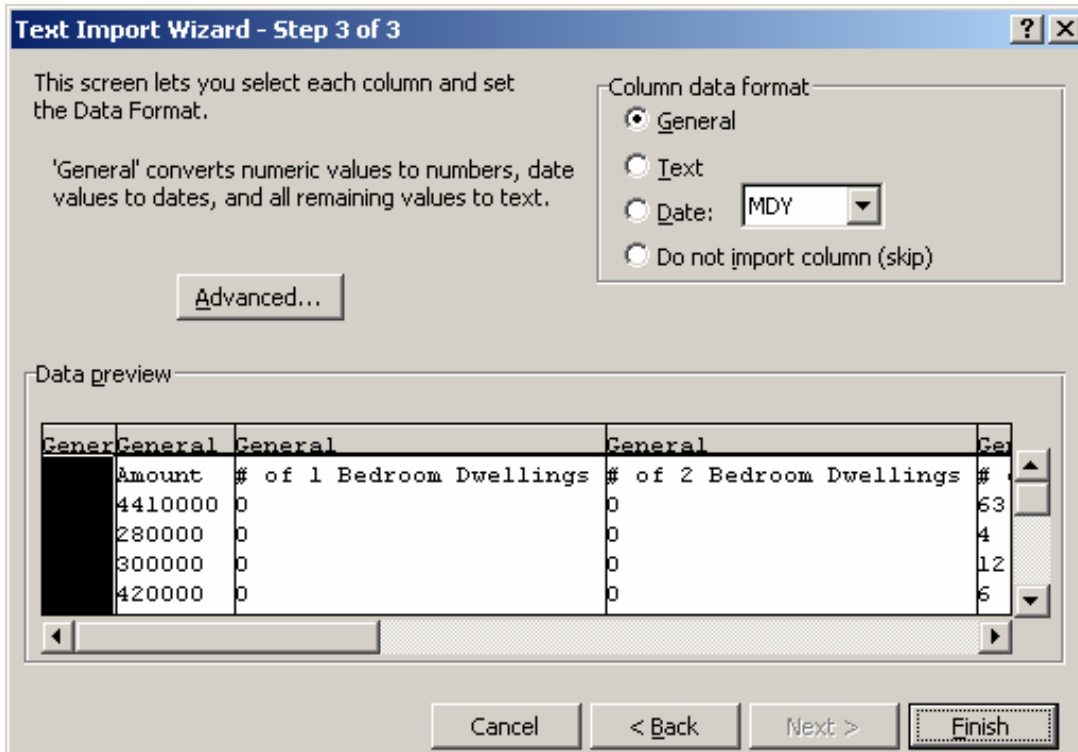 Text Import Wizard - Step 3 of 3
This screen lets you select each column and set
the Data Format.
'General' converts numeric values to numbers, date
values to dates, and all remaining values to text.
Advanced...
Column data format
General
Text
Date: MDY
Do not import column (skip)
Data preview
Gener General General General Gen
Amount # of 1 Bedroom Dwellings # of 2 Bedroom Dwellings #
4410000 0 0 63
280000 0 0 4
300000 0 0 12
420000 0 0 6
Cancel < Back Next > Finish